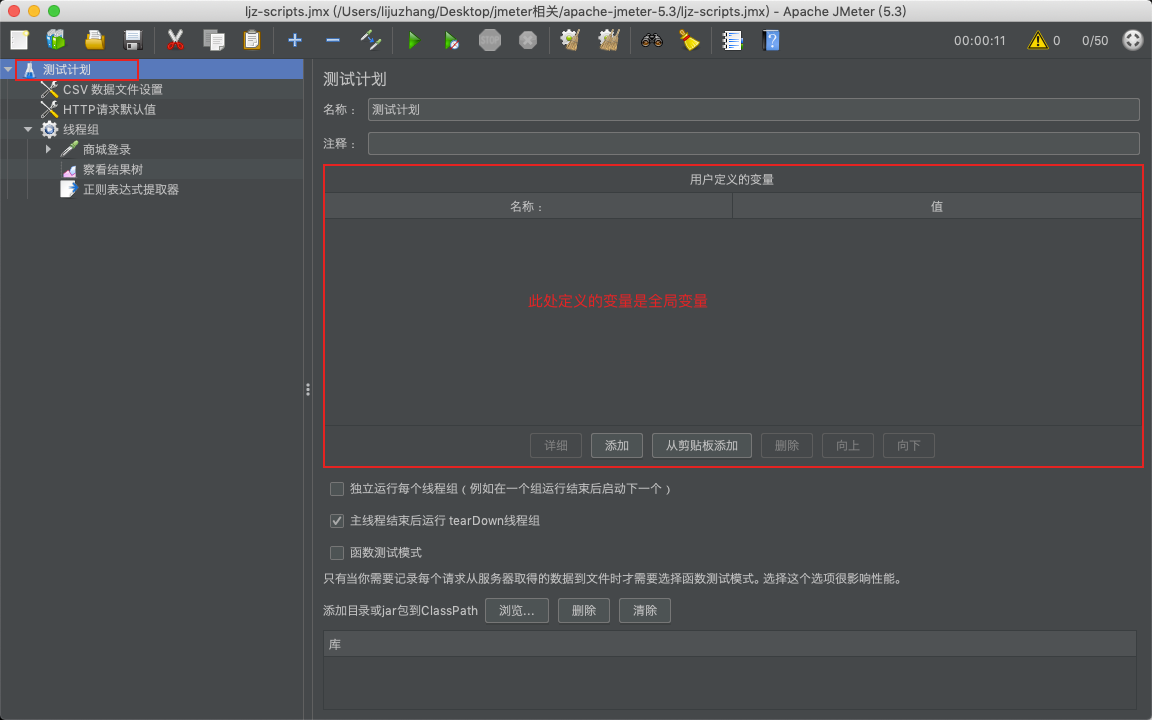 ljz-scripts.jmx (/Users/lijuzhang/Desktop/jmeter相关/apache-jmeter-5.3/ljz-scripts.jmx) - Apache JMeter (5.3)
STOP
00:00:11 0 0/50
测试计划
CSV 数据文件设置
HTTP请求默认值
线程组
商城登录
察看结果树
正则表达式提取器
测试计划
名称： 测试计划
注释：
用户定义的变量
名称： 值
此处定义的变量是全局变量
详细 添加 从剪贴板添加 删除 向上 向下
独立运行每个线程组（例如在一个组运行结束后启动下一个）
主线程结束后运行 tearDown线程组
函数测试模式
只有当你需要记录每个请求从服务器取得的数据到文件时才需要选择函数测试模式。选择这个选项很影响性能。
添加目录或jar包到ClassPath 浏览... 删除 清除
库